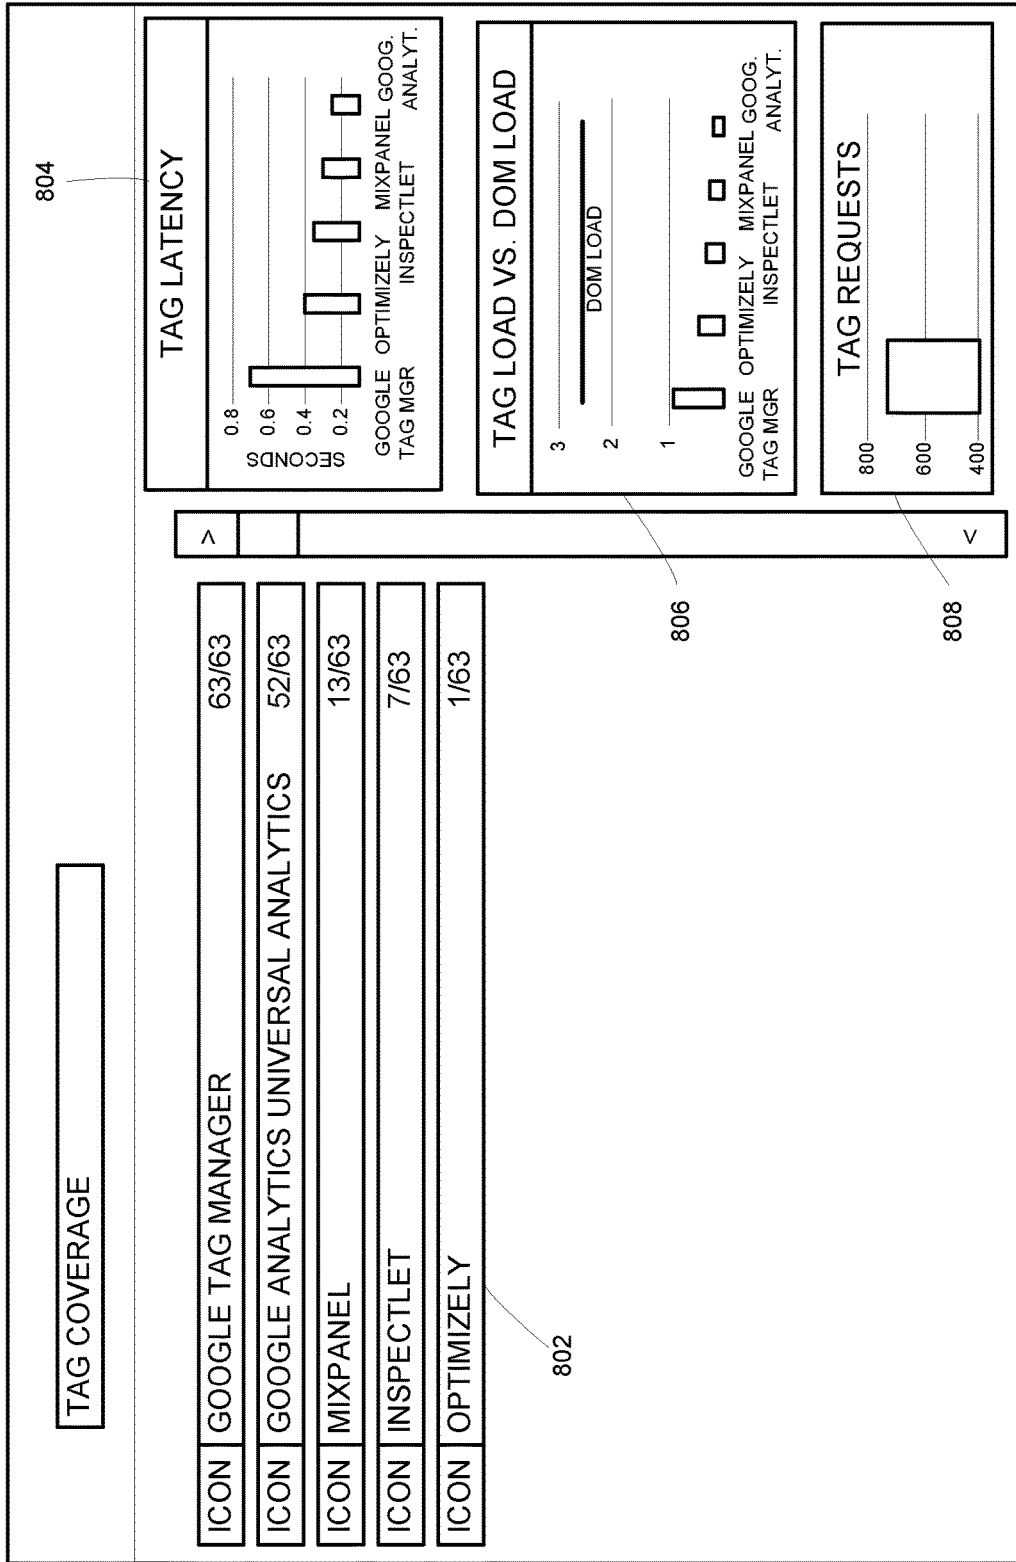 TAG COVERAGE
ICON GOOGLE TAG MANAGER 63/63
ICON GOOGLE ANALYTICS UNIVERSAL ANALYTICS 52/63
ICON MIXPANEL 13/63
ICON INSPECTLET 7/63
ICON OPTIMIZELY 1/63
802
>
<
804
TAG LATENCY
SECONDS
0.8
0.6
0.4
0.2
GOOGLE OPTIMIZELY MIXPANEL GOOG.
TAG MGR INSPECTLET ANALYT.
TAG LOAD VS. DOM LOAD
3
DOM LOAD
2
1
GOOGLE OPTIMIZELY MIXPANEL GOOG.
TAG MGR INSPECTLET ANALYT.
806
TAG REQUESTS
800
600
400
808